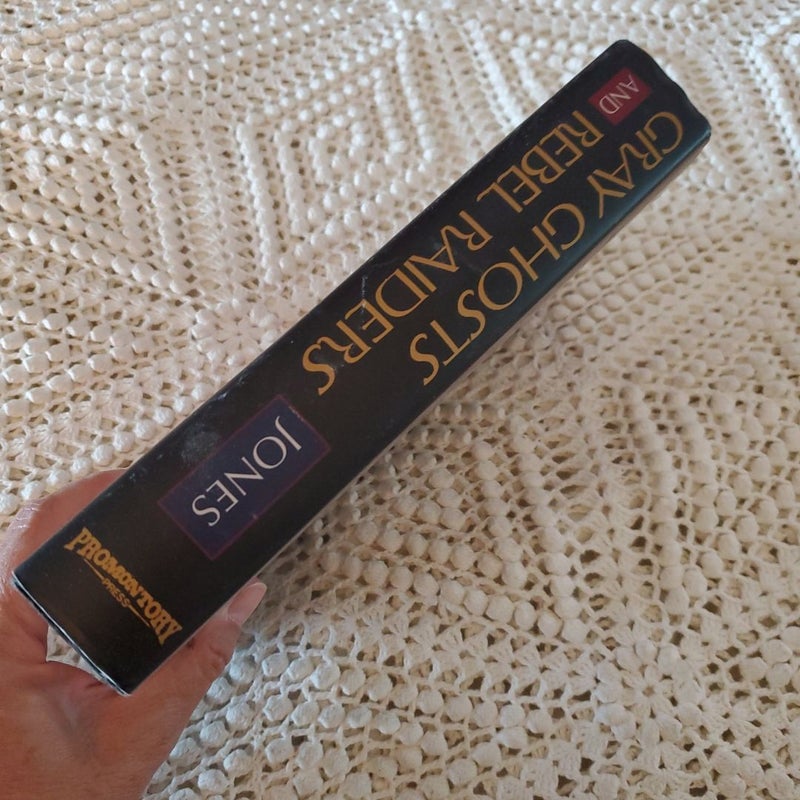 GRAY GHOSTS
AND
REBEL RAIDERS
JONES
PROMONTORY
PRESS